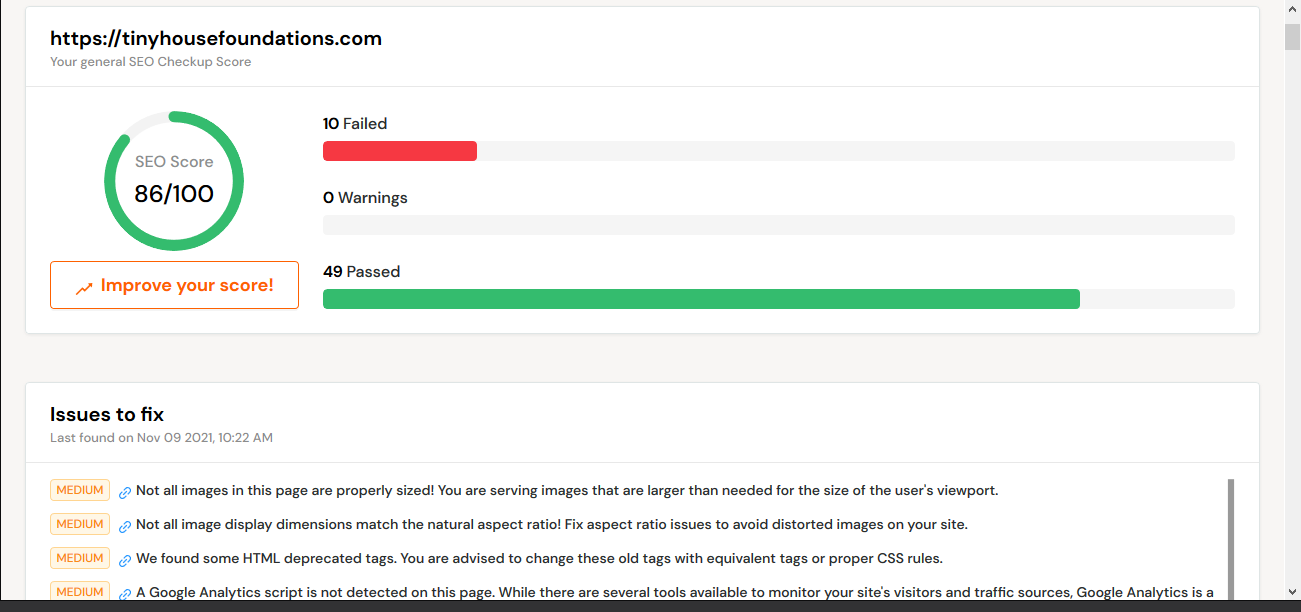 https://tinyhousefoundations.com
Your general SEO Checkup Score
SEO Score
86/100
Improve your score!
10 Failed
0 Warnings
49 Passed
Issues to fix
Last found on Nov 09 2021, 10:22 AM
MEDIUM Not all images in this page are properly sized! You are serving images that are larger than needed for the size of the user's viewport.
MEDIUM Not all image display dimensions match the natural aspect ratio! Fix aspect ratio issues to avoid distorted images on your site.
MEDIUM We found some HTML deprecated tags. You are advised to change these old tags with equivalent tags or proper CSS rules.
MEDIUM A Google Analytics script is not detected on this page. While there are several tools available to monitor your site's visitors and traffic sources, Google Analytics is a